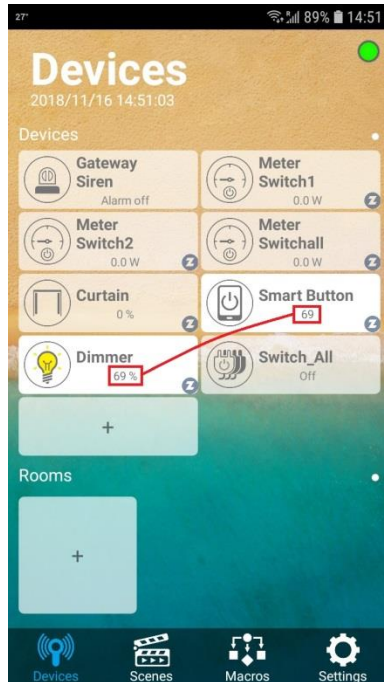 27°
89% 14:51
Devices
2018/11/16 14:51:03
Devices
Gateway
Siren
Alarm off
Meter
Switch1
0.0 W
Z
Meter
Switch2
0.0 W
Z
Meter
Switchall
0.0 W
Z
Curtain
0 %
Z
Smart Button
69
Z
Dimmer
69 %
Z
Switch_All
Off
+
Rooms
+
Devices Scenes Macros Settings